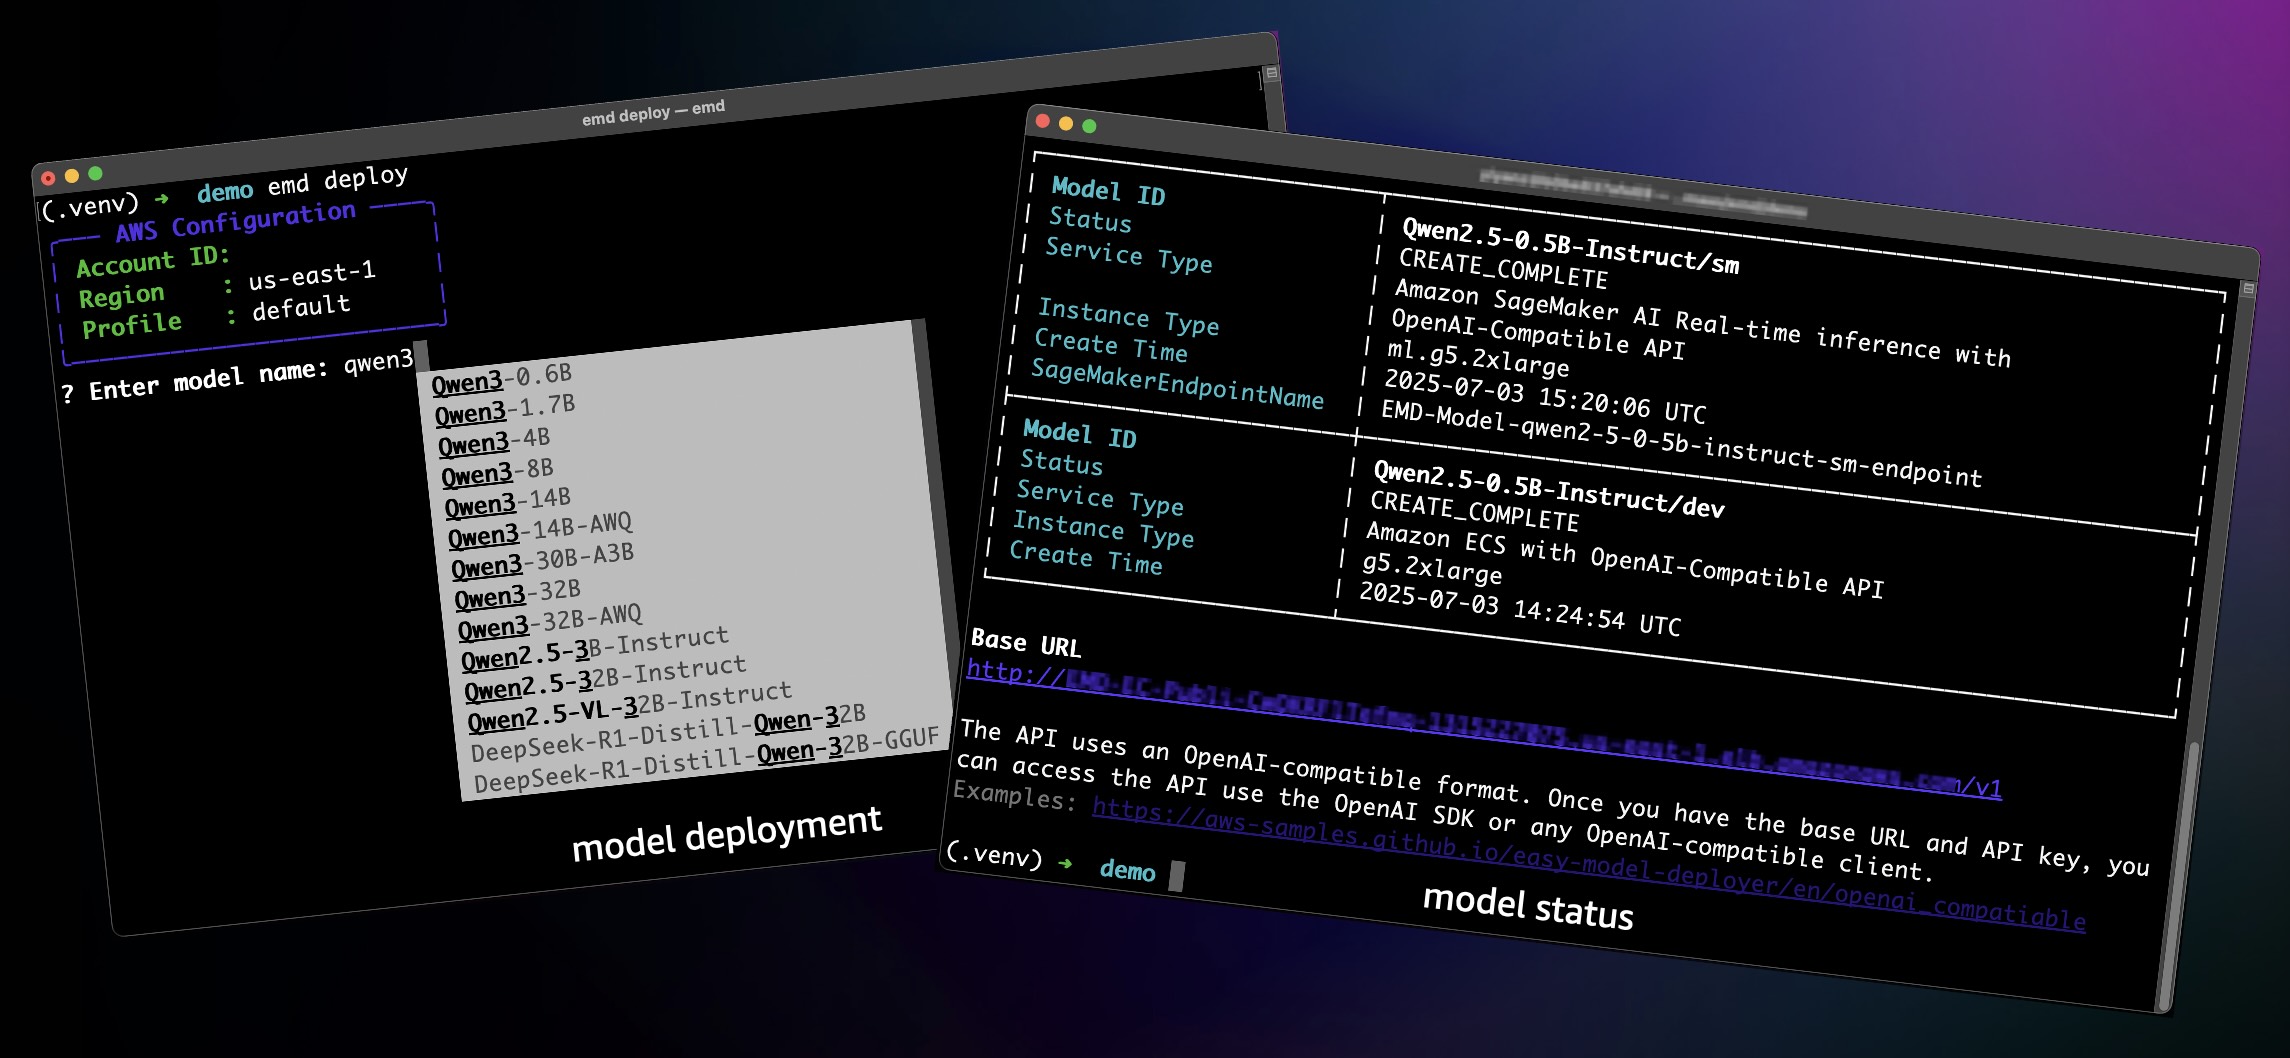 emd deploy — emd
(.venv) ➜ demo emd deploy
AWS Configuration
Account ID:
Region : us-east-1
Profile : default
? Enter model name: qwen3
Qwen3-0.6B
Qwen3-1.7B
Qwen3-4B
Qwen3-8B
Qwen3-14B
Qwen3-14B-AWQ
Qwen3-30B-A3B
Qwen3-32B
Qwen3-32B-AWQ
Qwen2.5-3B-Instruct
Qwen2.5-32B-Instruct
Qwen2.5-VL-32B-Instruct
DeepSeek-R1-Distill-Qwen-32B
DeepSeek-R1-Distill-Qwen-32B-GGUF
model deployment
Model ID Qwen2.5-0.5B-Instruct/sm
Status CREATE_COMPLETE
Service Type Amazon SageMaker AI Real-time inference with
OpenAI-Compatible API
Instance Type ml.g5.2xlarge
Create Time 2025-07-03 15:20:06 UTC
SageMakerEndpointName EMD-Model-qwen2-5-0-5b-instruct-sm-endpoint
Model ID Qwen2.5-0.5B-Instruct/dev
Status CREATE_COMPLETE
Service Type Amazon ECS with OpenAI-Compatible API
Instance Type g5.2xlarge
Create Time 2025-07-03 14:24:54 UTC
Base URL
http:// /v1
The API uses an OpenAI-compatible format. Once you have the base URL and API key, you
can access the API use the OpenAI SDK or any OpenAI-compatible client.
Examples: https://aws-samples.github.io/easy-model-deployer/en/openai_compatiable
(.venv) ➜ demo
model status